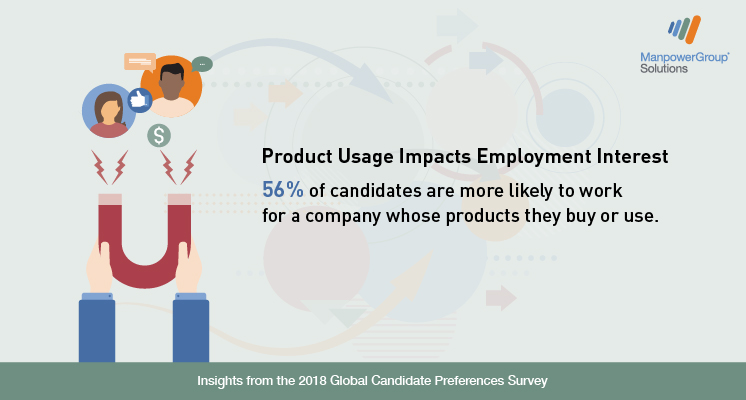 ManpowerGroup®
Solutions
Product Usage Impacts Employment Interest
56% of candidates are more likely to work
for a company whose products they buy or use.
$
Insights from the 2018 Global Candidate Preferences Survey